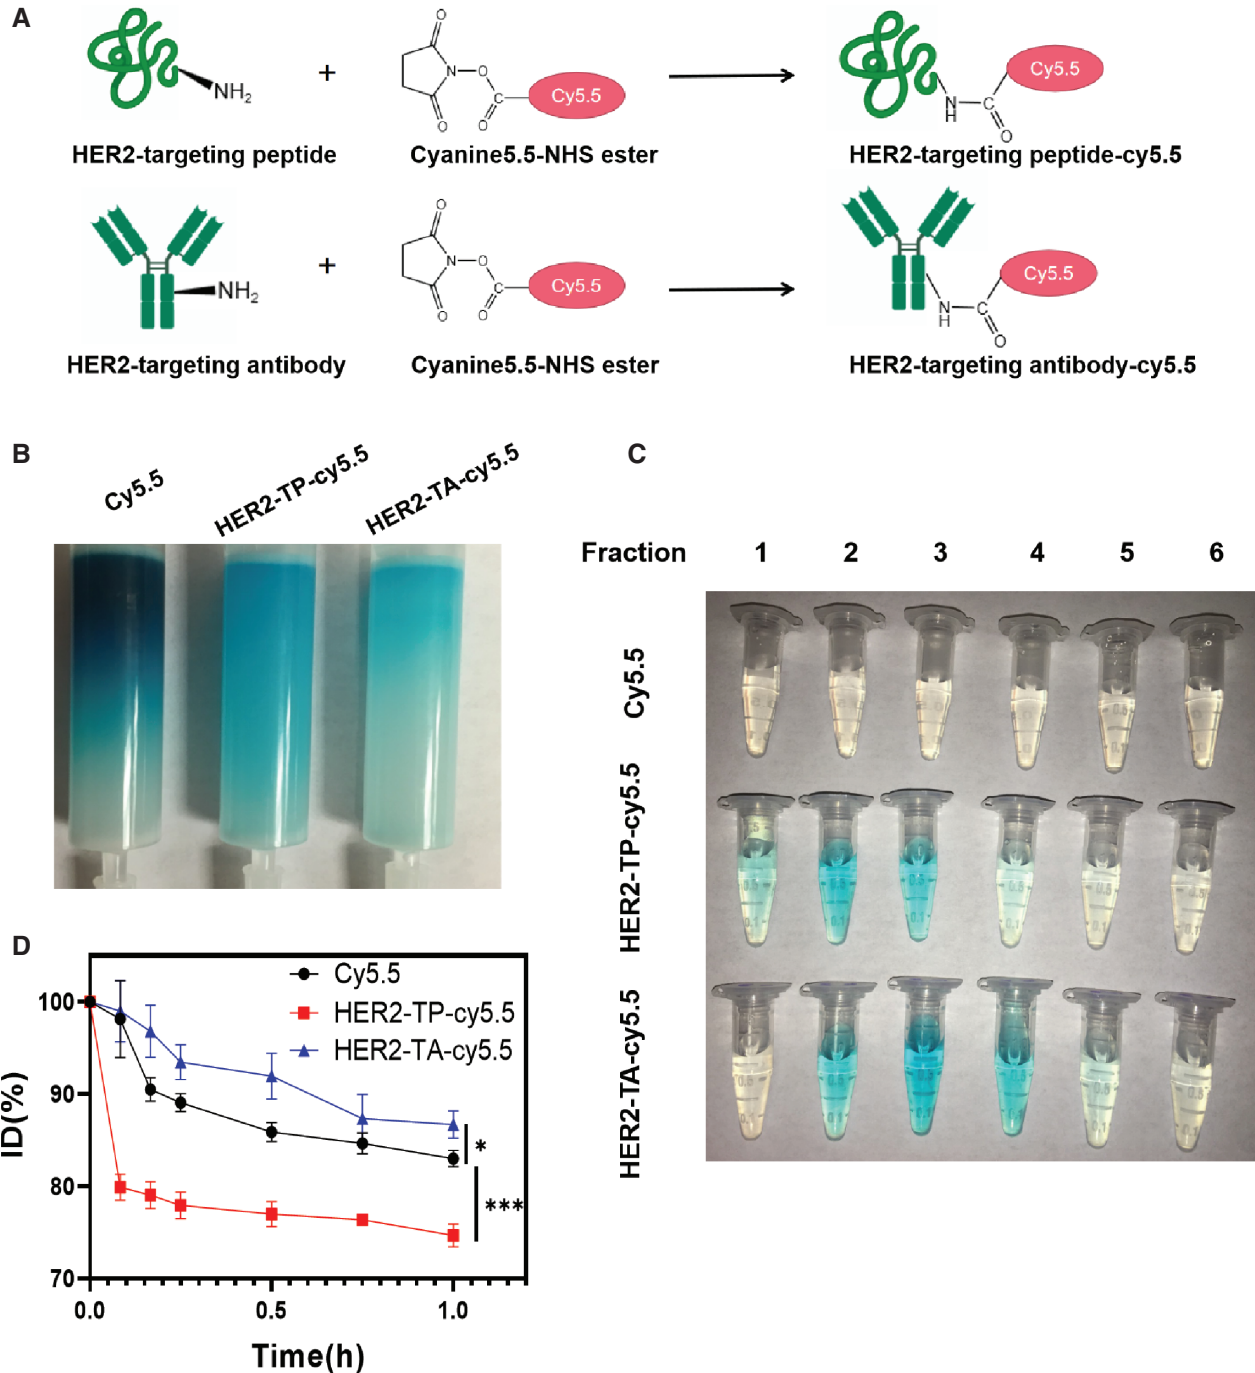 A
NH2
+
O
N
O
O
C
O
Cy5.5
Cy5.5
N
H
C
O
HER2-targeting peptide
Cyanine5.5-NHS ester
HER2-targeting peptide-cy5.5
NH2
+
O
N
O
O
C
O
Cy5.5
Cy5.5
N
H
C
O
HER2-targeting antibody
Cyanine5.5-NHS ester
HER2-targeting antibody-cy5.5
B
Cy5.5
HER2-TP-cy5.5
HER2-TA-cy5.5
C
Fraction 1 2 3 4 5 6
Cy5.5
HER2-TP-cy5.5
HER2-TA-cy5.5
D
Cy5.5
HER2-TP-cy5.5
HER2-TA-cy5.5
100
90
80
70
ID(%)
*
***
0.0 0.5 1.0
Time(h)